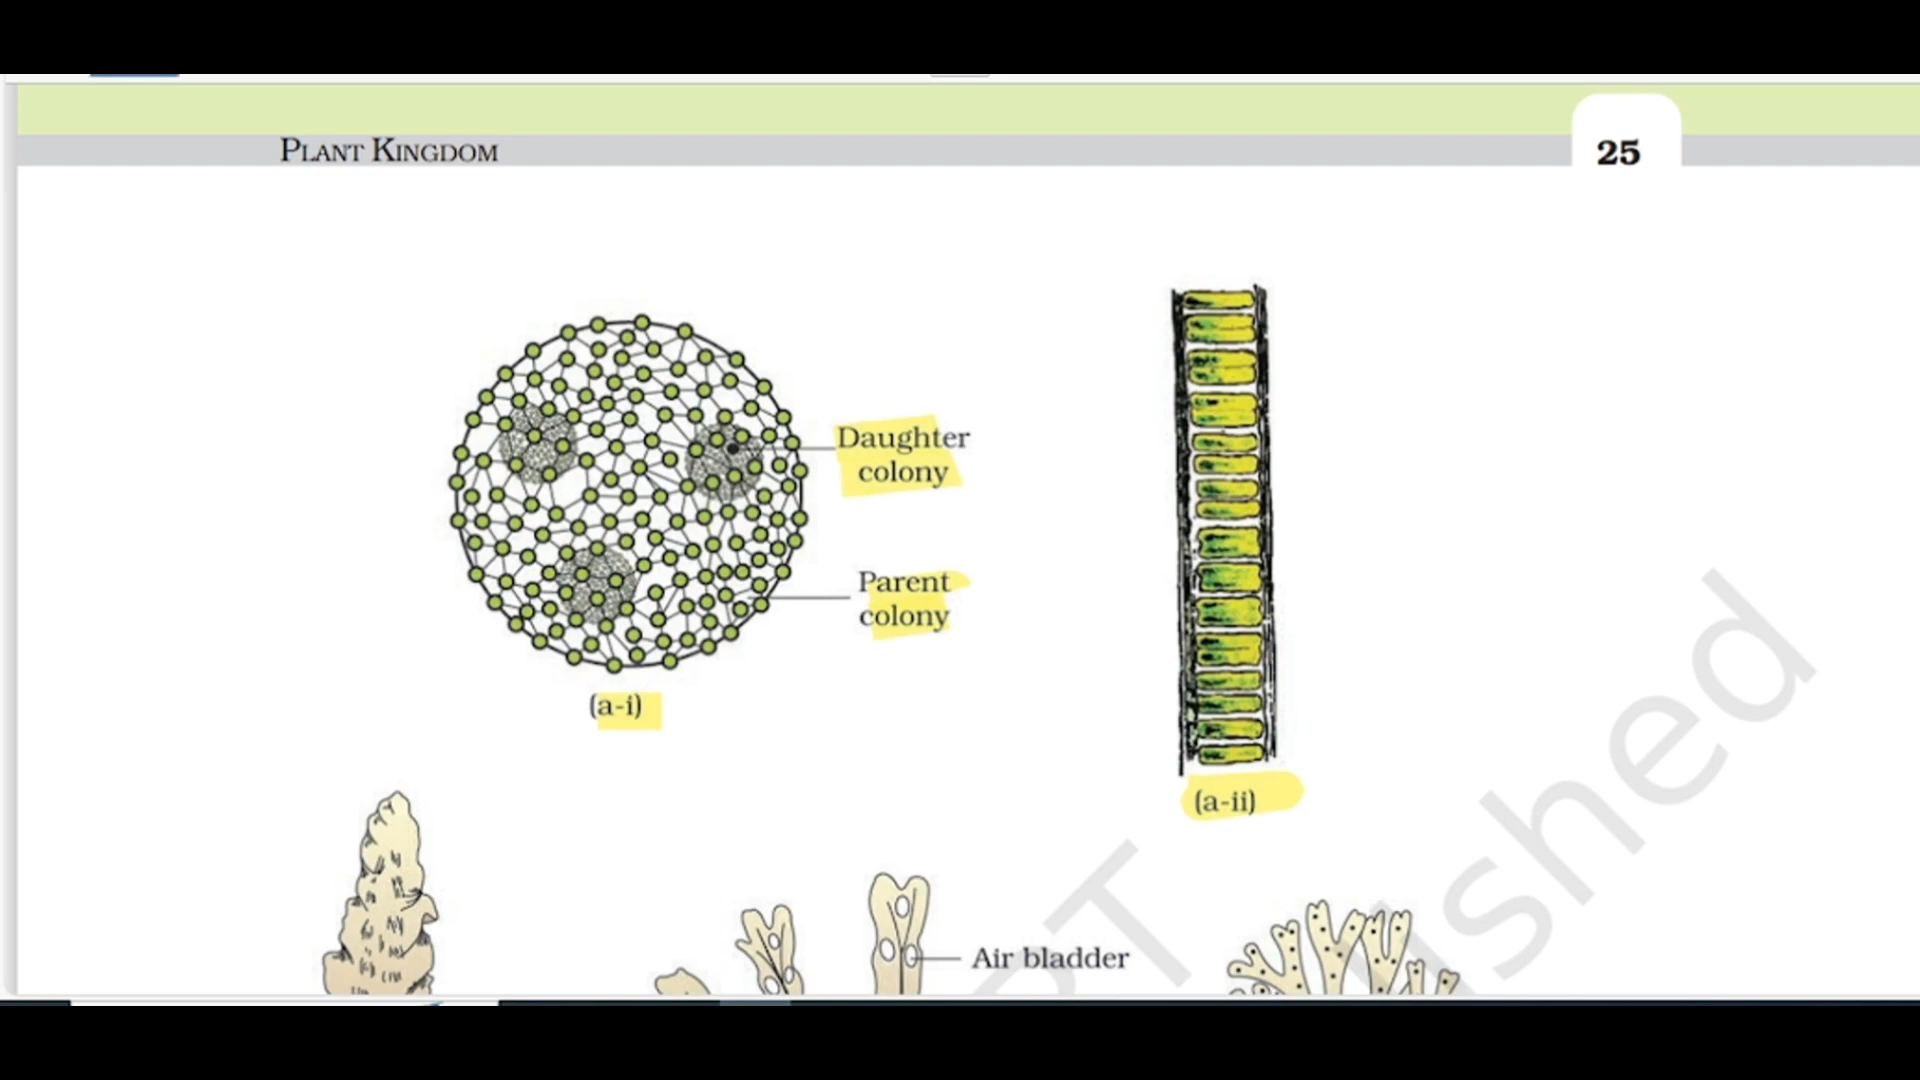 PLANT KINGDOM
25
Daughter
colony
Parent
colony
(a-i)
(a-ii)
Air bladder